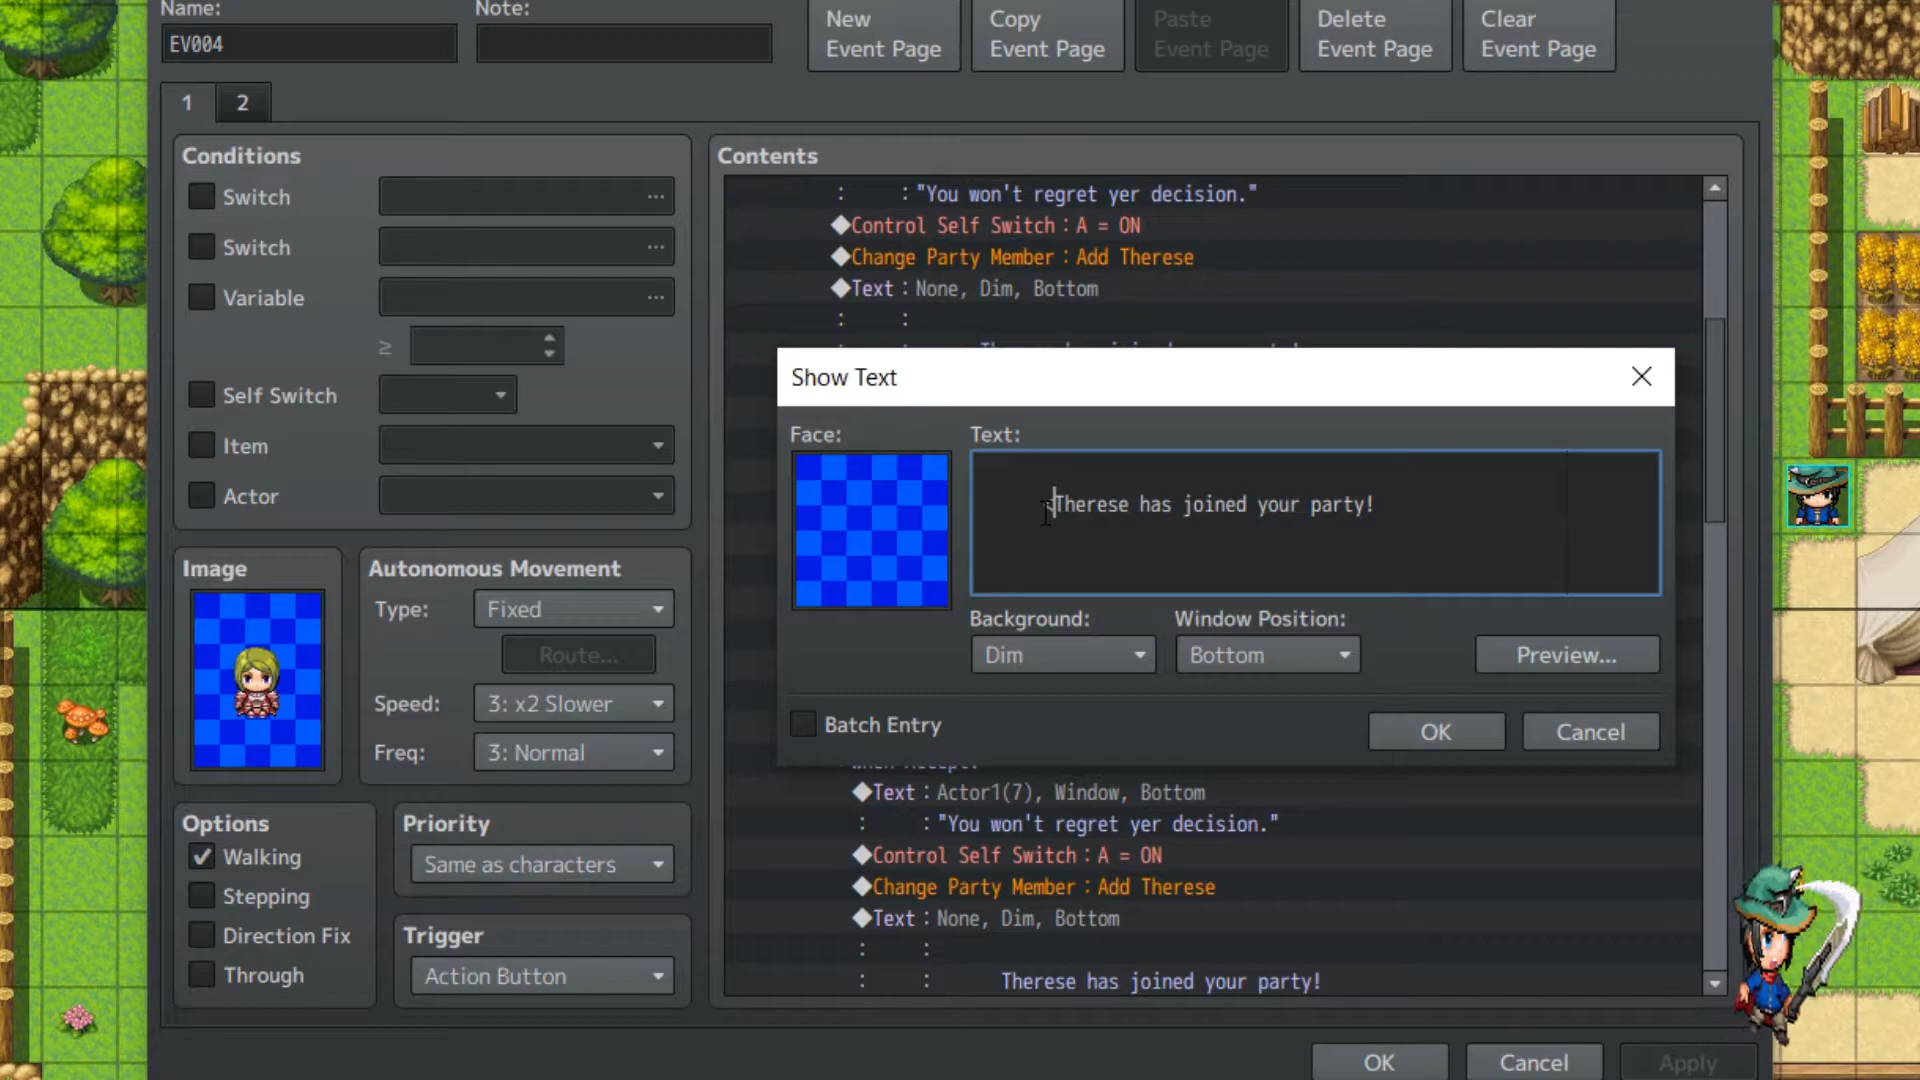 Name:
Note:
EV004
New
Event Page
Copy
Event Page
Paste
Event Page
Delete
Event Page
Clear
Event Page
1
2
Conditions
Switch
...
Switch
...
Variable
...
≥
Self Switch
Item
Actor
Image
Autonomous Movement
Type:
Fixed
Route...
Speed:
3: x2 Slower
Freq:
3: Normal
Options
Walking
Stepping
Direction Fix
Through
Priority
Same as characters
Trigger
Action Button
Contents
: : "You won't regret yer decision."
◆Control Self Switch : A = ON
◆Change Party Member : Add Therese
◆Text : None, Dim, Bottom
: :
Show Text
Face:
Text:
Therese has joined your party!
Background:
Dim
Window Position:
Bottom
Preview...
Batch Entry
OK
Cancel
◆Text : Actor1(7), Window, Bottom
: : "You won't regret yer decision."
◆Control Self Switch : A = ON
◆Change Party Member : Add Therese
◆Text : None, Dim, Bottom
: :
: : Therese has joined your party!
OK
Cancel
Apply